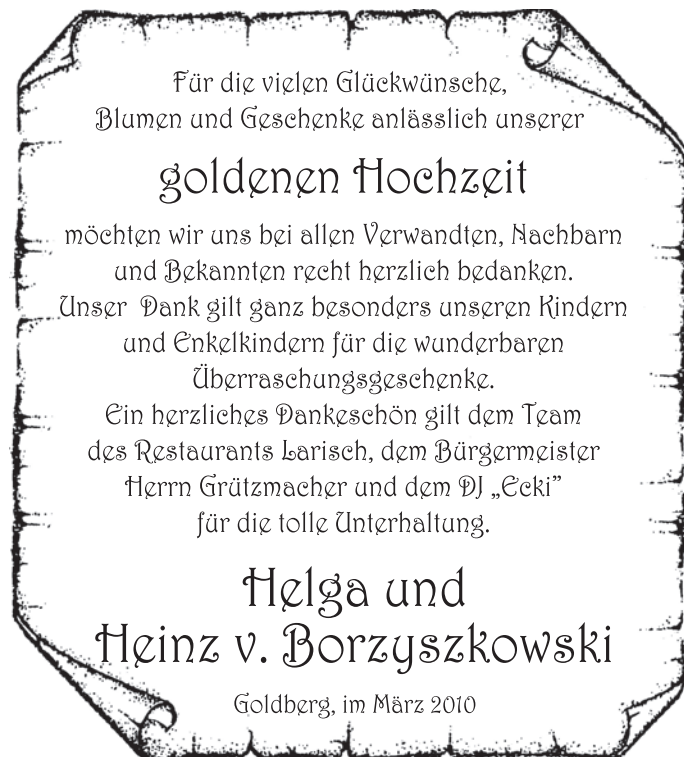 Für die vielen Glückwünsche,
Blumen und Geschenke anlässlich unserer
goldenen Hochzeit
möchten wir uns bei allen Verwandten, Nachbarn
und Bekannten recht herzlich bedanken.
Unser Dank gilt ganz besonders unseren Kindern
und Enkelkindern für die wunderbaren
Überraschungsgeschenke.
Ein herzliches Dankeschön gilt dem Team
des Restaurants Larisch, dem Bürgermeister
Herrn Grützmacher und dem DJ „Ecki”
für die tolle Unterhaltung.
Helga und
Heinz v. Borzyszkowski
Goldberg, im März 2010